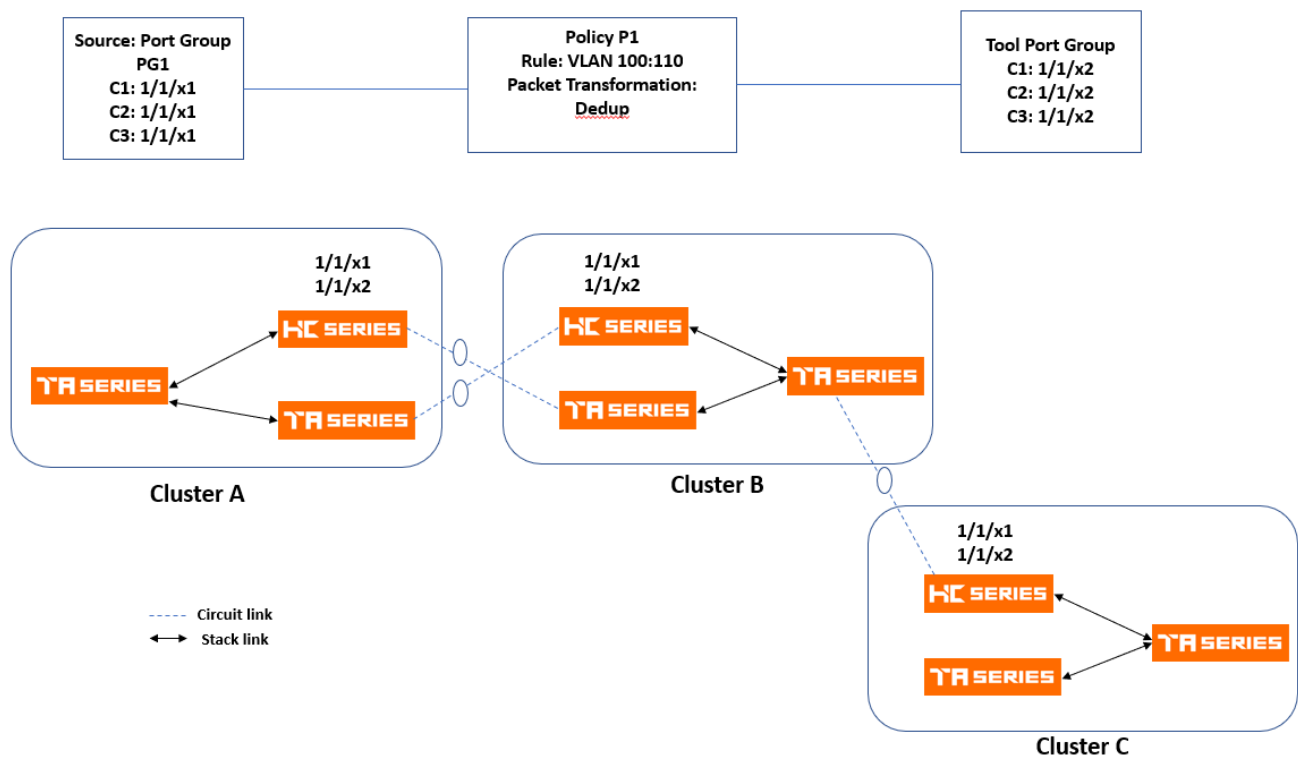 Source: Port Group
PG1
C1: 1/1/x1
C2: 1/1/x1
C3: 1/1/x1
Policy P1
Rule: VLAN 100:110
Packet Transformation:
Dedup
Tool Port Group
C1: 1/1/x2
C2: 1/1/x2
C3: 1/1/x2
1/1/x1
1/1/x2
HC SERIES
TA SERIES
TA SERIES
Cluster A
1/1/x1
1/1/x2
HC SERIES
TA SERIES
TA SERIES
Cluster B
1/1/x1
1/1/x2
HC SERIES
TA SERIES
TA SERIES
Cluster C
Circuit link
Stack link